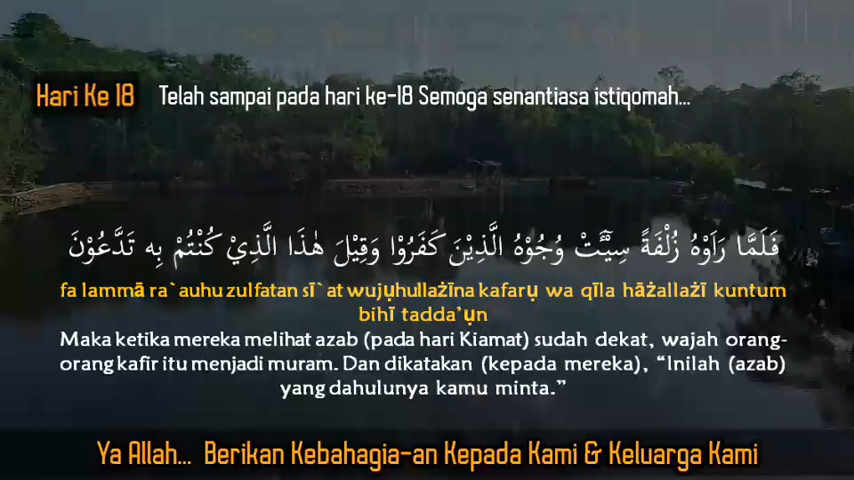 Hari Ke 18
Telah sampai pada hari ke-18 Semoga senantiasa istiqomah...
فَلَمَّا رَاَوْهُ زُلْفَةً سِيْۤـَٔتْ وُجُوْهُ الَّذِيْنَ كَفَرُوْا وَقِيْلَ هٰذَا الَّذِيْ كُنْتُمْ بِهٖ تَدَّعُوْنَ
fa lammā ra`auhu zulfatan sī`at wujụhullażīna kafarụ wa qīla hāżallażī kuntum
bihī tadda'ụn
Maka ketika mereka melihat azab (pada hari Kiamat) sudah dekat, wajah orang-
orang kafir itu menjadi muram. Dan dikatakan (kepada mereka), “Inilah (azab)
yang dahulunya kamu minta.”
Ya Allah... Berikan Kebahagia-an Kepada Kami & Keluarga Kami